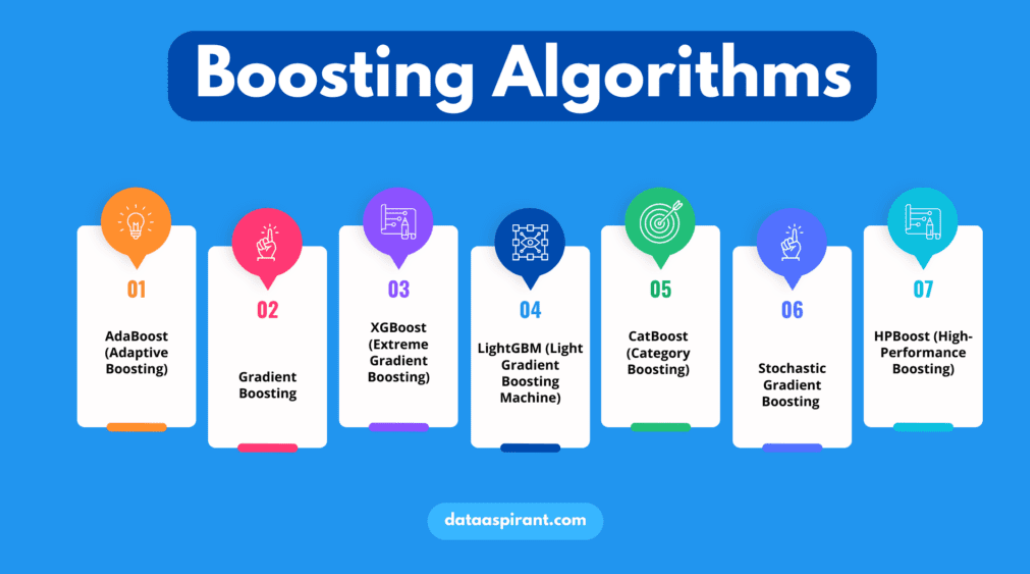 Boosting Algorithms
01
AdaBoost
(Adaptive
Boosting)
02
Gradient
Boosting
03
XGBoost
(Extreme
Gradient
Boosting)
04
LightGBM (Light
Gradient
Boosting
Machine)
05
CatBoost
(Category
Boosting)
06
Stochastic
Gradient
Boosting
07
HPBoost (High-
Performance
Boosting)
dataaspirant.com